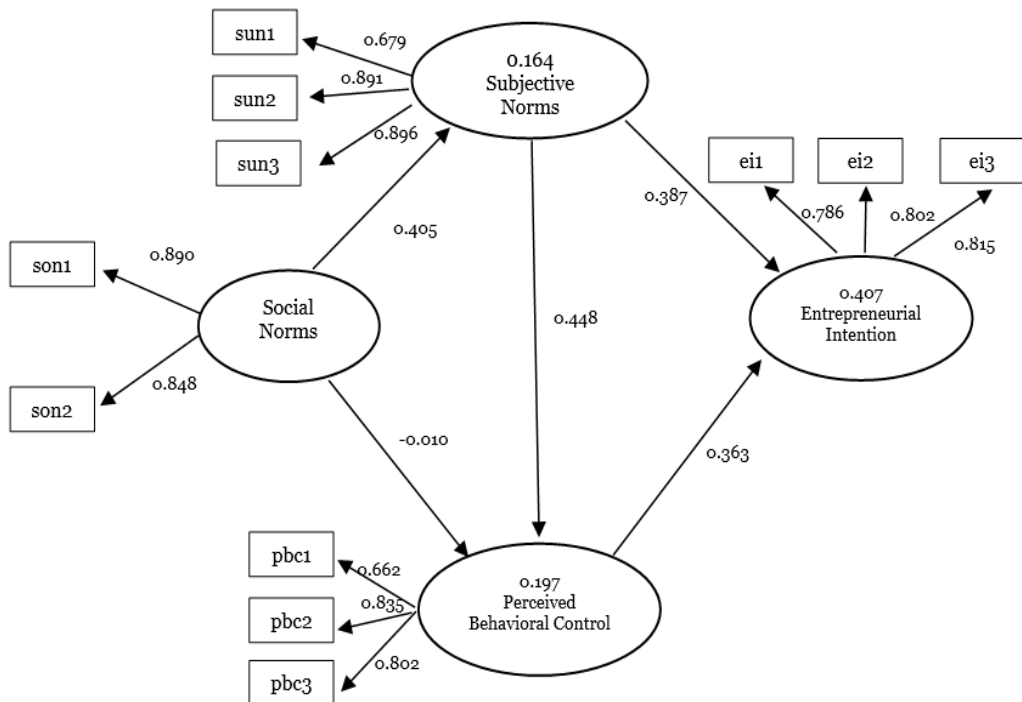 sun1
0.679
0.164
Subjective
Norms
sun2
0.891
sun3
0.896
ei1
ei2
ei3
0.387
0.786
0.802
0.815
0.405
son1
0.890
Social
Norms
0.407
Entrepreneurial
Intention
0.448
son2
0.848
-0.010
0.363
pbc1
0.662
0.197
Perceived
Behavioral Control
pbc2
0.835
pbc3
0.802